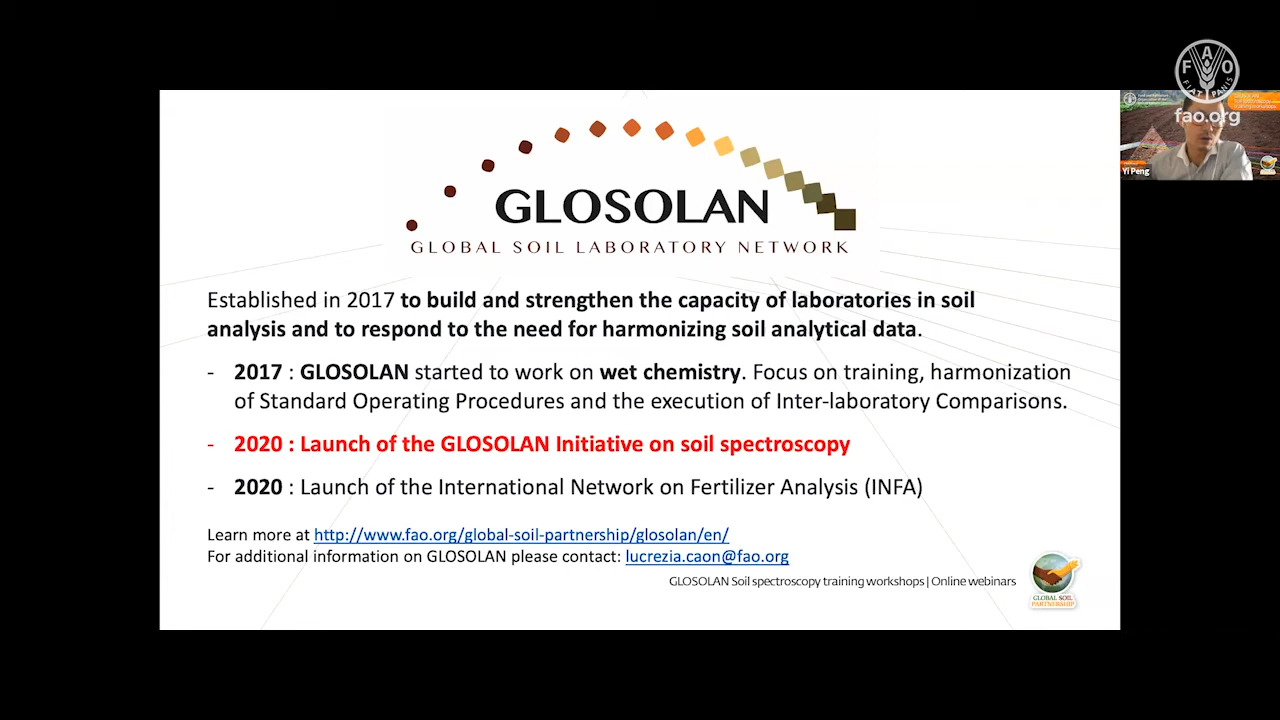 FAO
FIAT PANIS
fao.org
Yi Peng
GLOSOLAN
GLOBAL SOIL LABORATORY NETWORK
Established in 2017 to build and strengthen the capacity of laboratories in soil
analysis and to respond to the need for harmonizing soil analytical data.
- 2017 : GLOSOLAN started to work on wet chemistry. Focus on training, harmonization
of Standard Operating Procedures and the execution of Inter-laboratory Comparisons.
- 2020 : Launch of the GLOSOLAN Initiative on soil spectroscopy
- 2020 : Launch of the International Network on Fertilizer Analysis (INFA)
Learn more at http://www.fao.org/global-soil-partnership/glosolan/en/
For additional information on GLOSOLAN please contact: lucrezia.caon@fao.org
GLOSOLAN Soil spectroscopy training workshops | Online webinars
GLOBAL SOIL
PARTNERSHIP